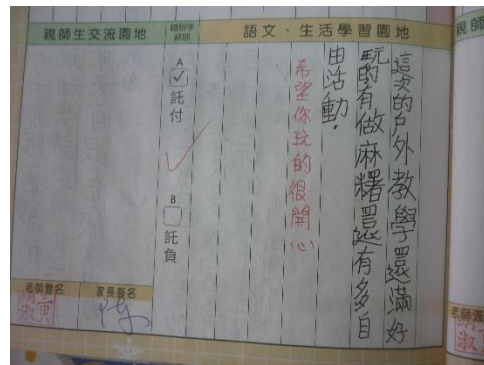 語文、生活學習園地
這次的戶外教學還滿好
玩的有做麻糬還有多自
由活動。
希望你玩的很開心
A
託付
B
託負
親師生交流園地
家長簽名
老師簽名